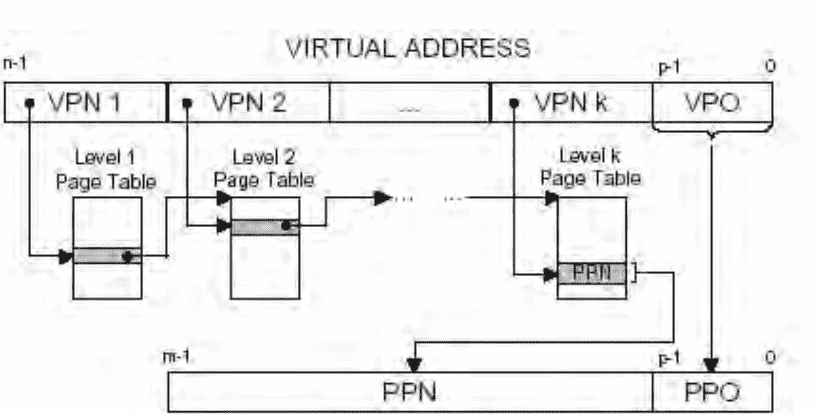 VIRTUAL ADDRESS
n-1 p-1 0
VPN 1 VPN 2 ... VPN k VPO
Level 1 Level 2 Level k
Page Table Page Table Page Table
... ...
PPN
m-1 p-1 0
PPN PPO